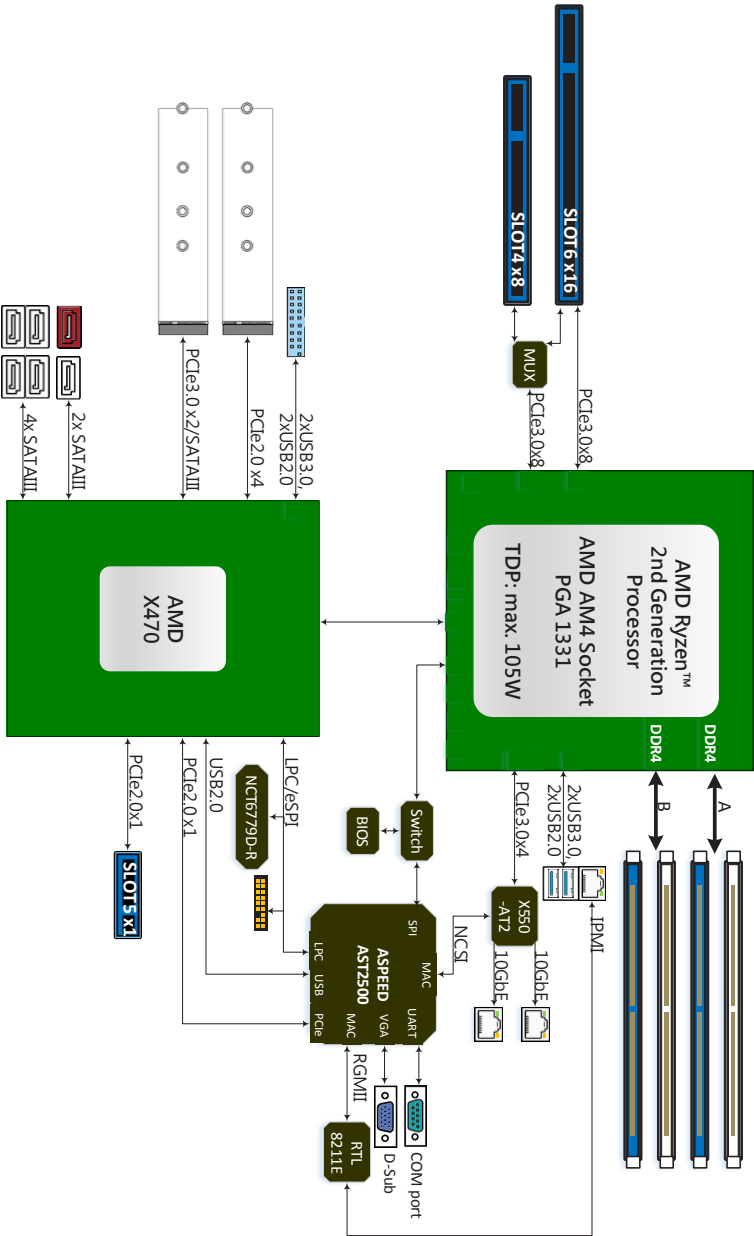 SLOT6 x16
SLOT4 x8
MUX
PCIe3.0x8
PCIe3.0x8
AMD Ryzen™
2nd Generation
Processor
AMD AM4 Socket
PGA 1331
TDP: max. 105W
DDR4
DDR4
A
B
2xUSB3.0,
2xUSB2.0
PCIe2.0 x4
PCIe3.0 x2/SATAIII
2x SATAIII
4x SATAIII
AMD
X470
2xUSB3.0,
2xUSB2.0
PCIe3.0x4
IPMI
X550
-AT2
10GbE
10GbE
NCSI
Switch
BIOS
LPC/eSPI
NCT6779D-R
USB2.0
PCIe2.0 x1
PCIe2.0x1
SLOT5 x1
ASPEED
AST2500
SPI
MAC
UART
VGA
MAC
LPC
USB
PCIe
COM port
D-Sub
RGMII
RTL
8211E